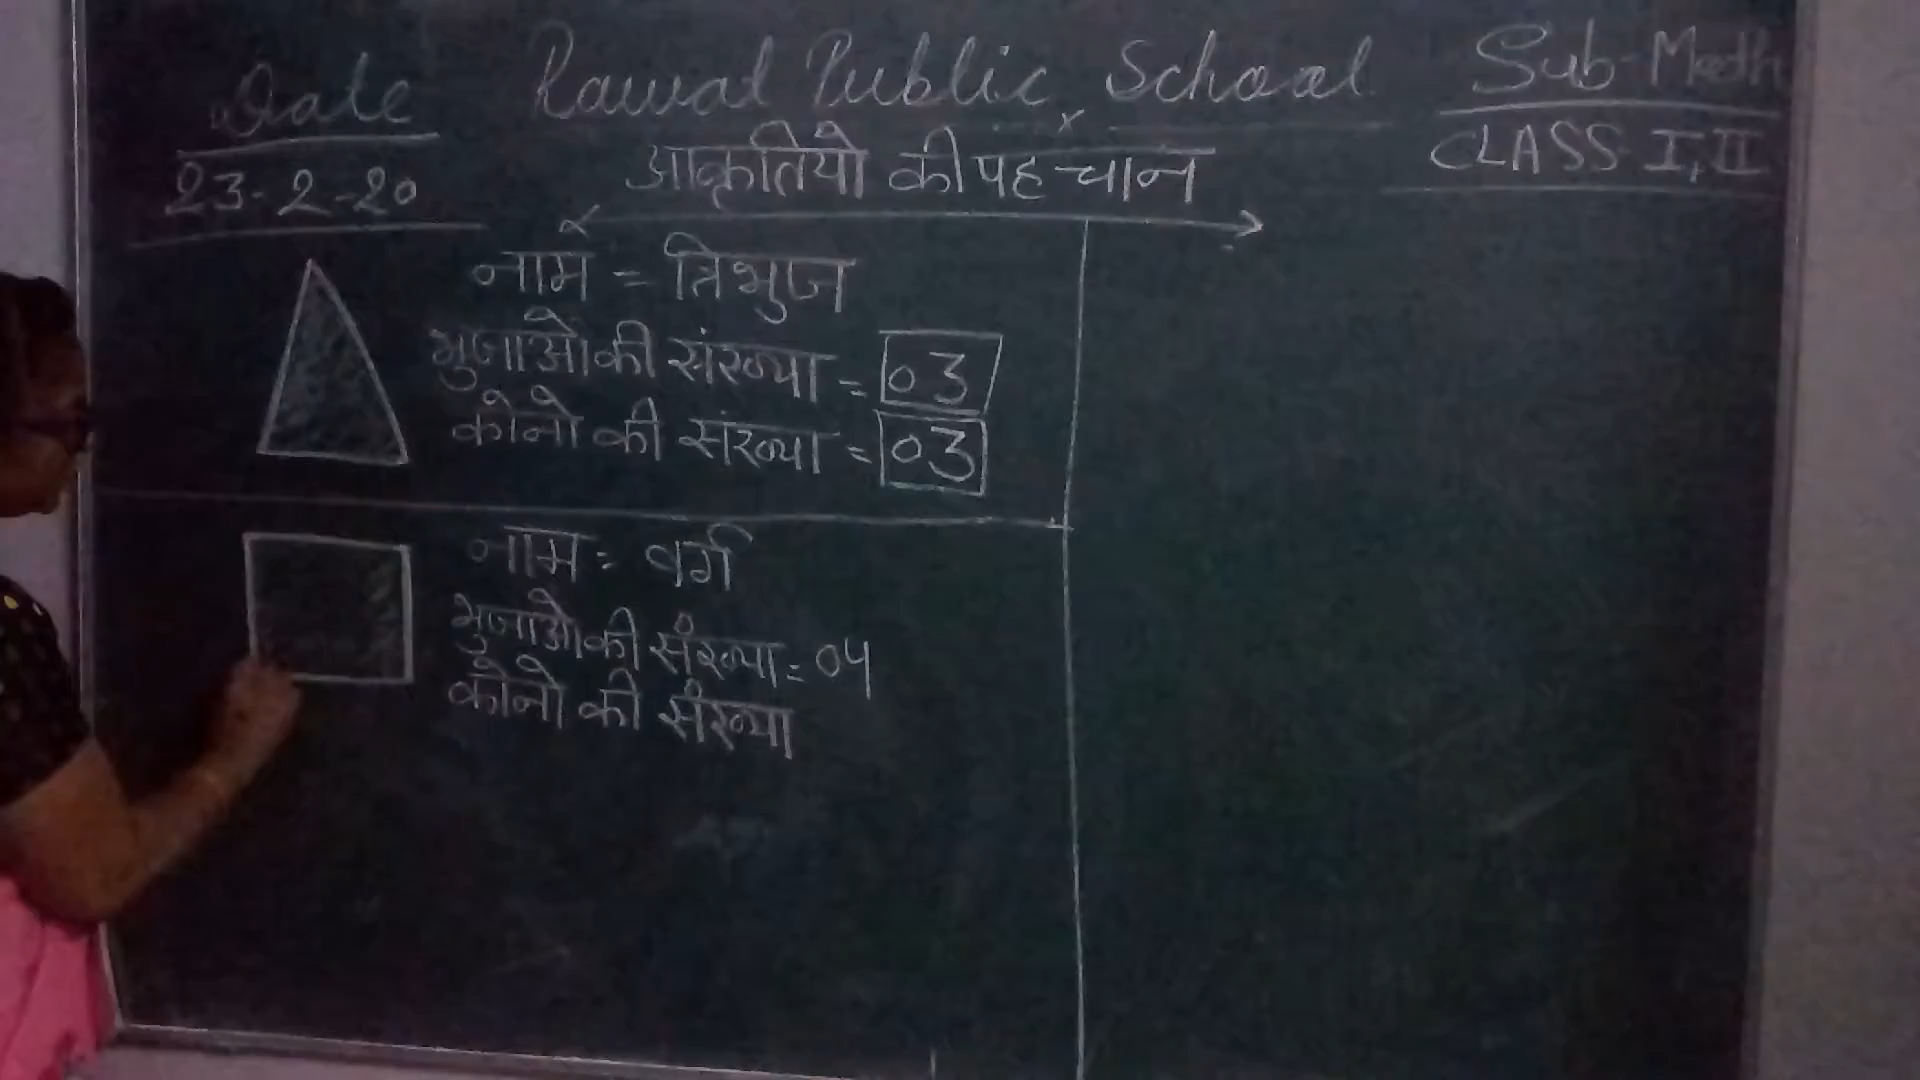 Date Rawat Public School Sub-Math
23-2-20 आकृतियो की पहचान CLASS I,II
नाम = त्रिभुज
भुजाओ की संख्या = 03
कोनो की संख्या = 03
नाम = वर्ग
भुजाओ की संख्या = 04
कोनो की संख्या